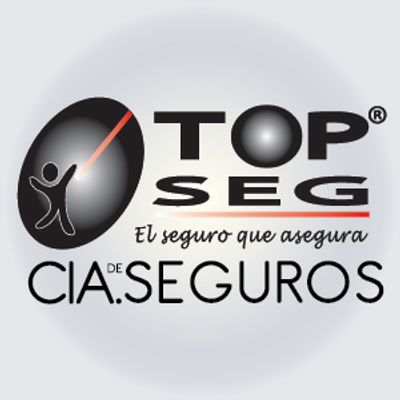 TOP®
SEG
El seguro que asegura
CIA.DE SEGUROS